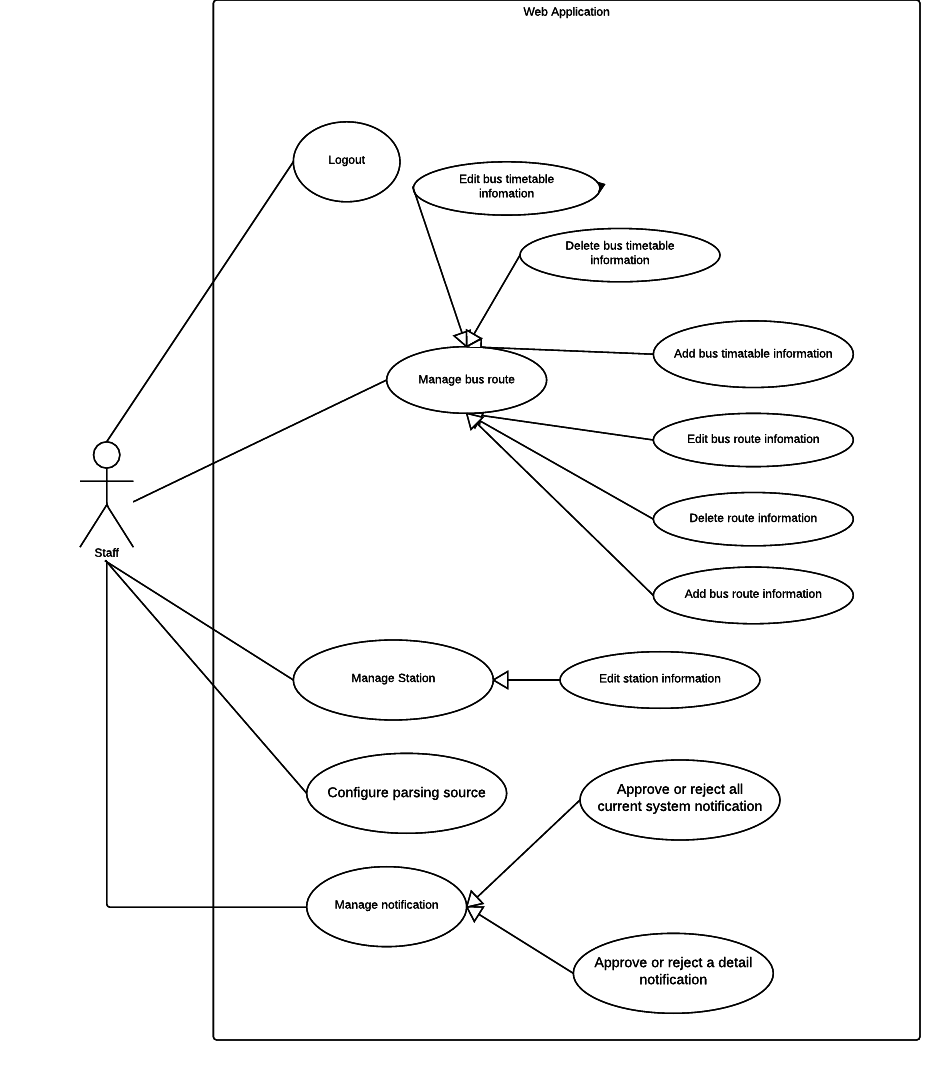 Web Application
Logout
Edit bus timetable
infomation
Delete bus timetable
information
Add bus timatable information
Manage bus route
Edit bus route infomation
Delete route information
Staff
Add bus route information
Manage Station
Edit station information
Configure parsing source
Approve or reject all
current system notification
Manage notification
Approve or reject a detail
notification